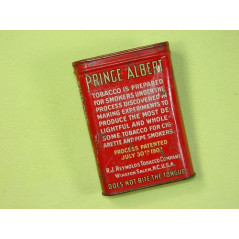 PRINCE ALBERT
TOBACCO IS PREPARED
FOR SMOKERS UNDER THE
PROCESS DISCOVERED IN
MAKING EXPERIMENTS TO
PRODUCE THE MOST DE-
LIGHTFUL AND WHOLE-
SOME TOBACCO FOR CIG-
ARETTE AND PIPE SMOKERS.
PROCESS PATENTED
JULY 30TH 1907
R.J. REYNOLDS TOBACCO COMPANY
WINSTON SALEM, N.C. U.S.A.
DOES NOT BITE THE TONGUE